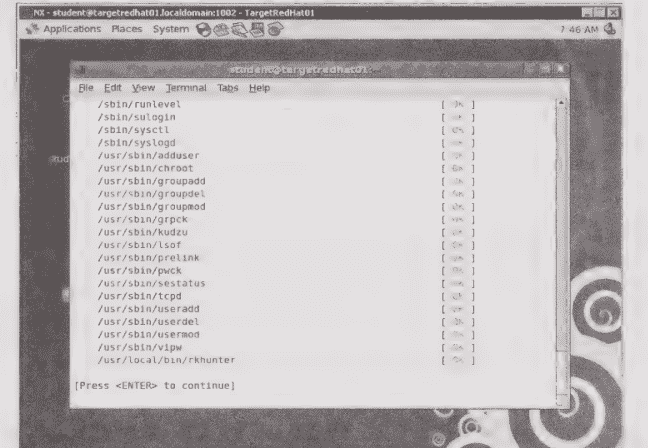 NX - student@targetredhat01.localdomain:1002 - TargetRedHat01
Applications Places System 7:46 AM
student@targetredhat01:~
File Edit View Terminal Tabs Help
/sbin/runlevel [ ]
/sbin/sulogin [ ]
/sbin/sysctl [ ]
/sbin/syslogd [ ]
/usr/sbin/adduser [ ]
/usr/sbin/chroot [ ]
/usr/sbin/groupadd [ ]
/usr/sbin/groupdel [ ]
/usr/sbin/groupmod [ ]
/usr/sbin/grpck [ ]
/usr/sbin/kudzu [ ]
/usr/sbin/lsof [ ]
/usr/sbin/prelink [ ]
/usr/sbin/pwck [ ]
/usr/sbin/sestatus [ ]
/usr/sbin/tcpd [ ]
/usr/sbin/useradd [ ]
/usr/sbin/userdel [ ]
/usr/sbin/usermod [ ]
/usr/sbin/vipw [ ]
/usr/local/bin/rkhunter [ ]
[Press <ENTER> to continue]